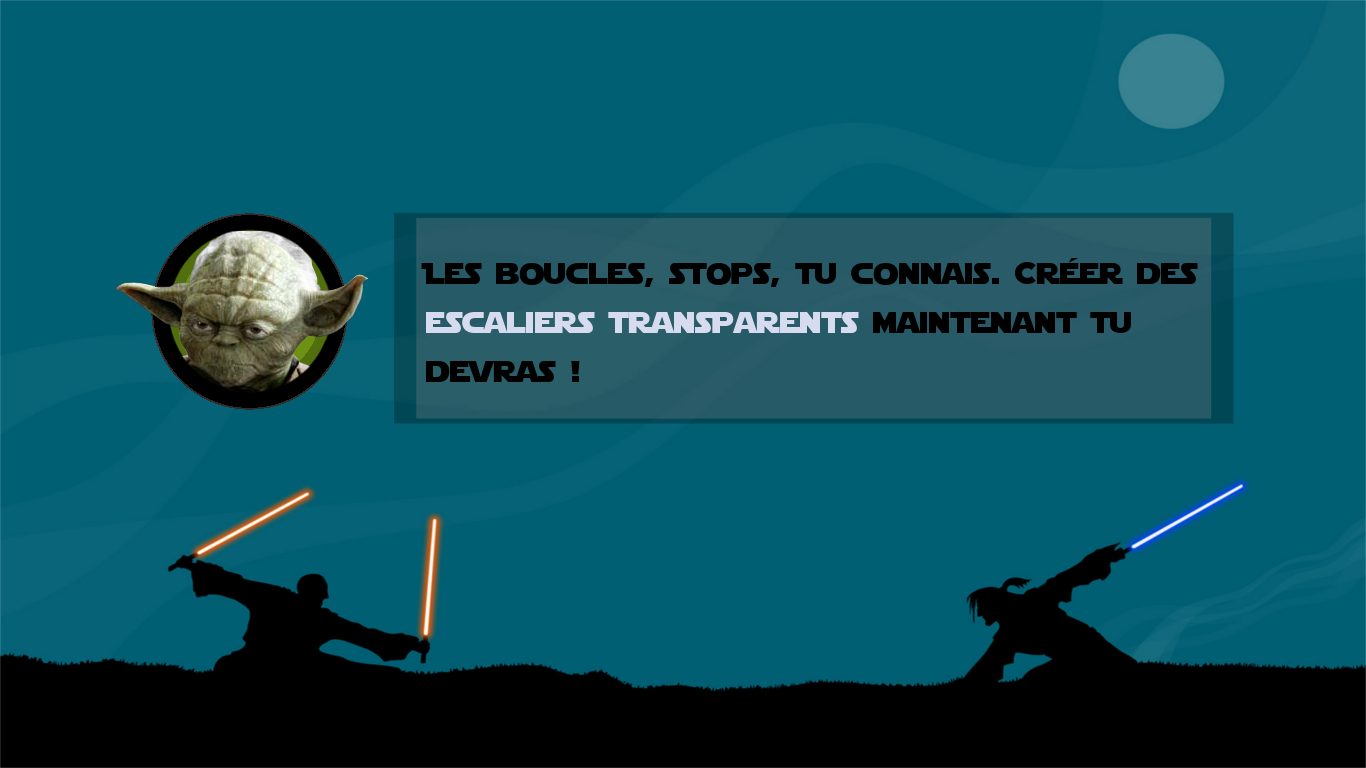 Les boucles, stops, tu connais. Créer des
escaliers transparents maintenant tu
devras !